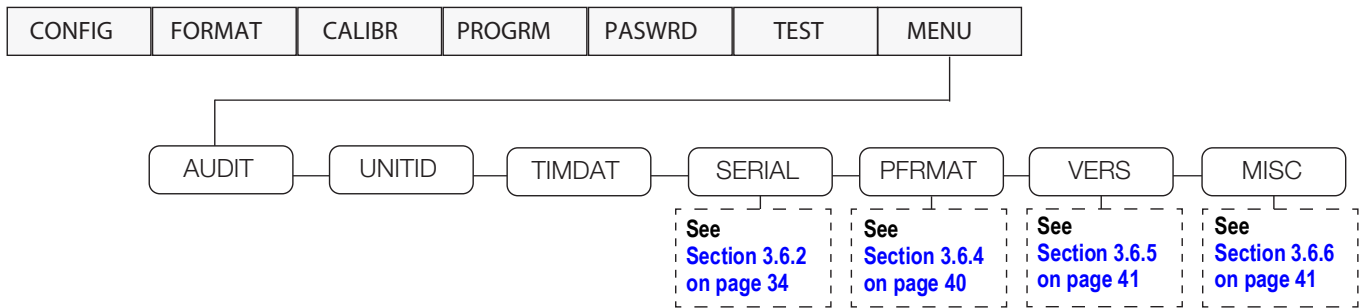 CONFIG FORMAT CALIBR PROGRM PASWRD TEST MENU
AUDIT UNITID TIMDAT SERIAL PFRMAT VERS MISC
See
Section 3.6.2
on page 34
See
Section 3.6.4
on page 40
See
Section 3.6.5
on page 41
See
Section 3.6.6
on page 41